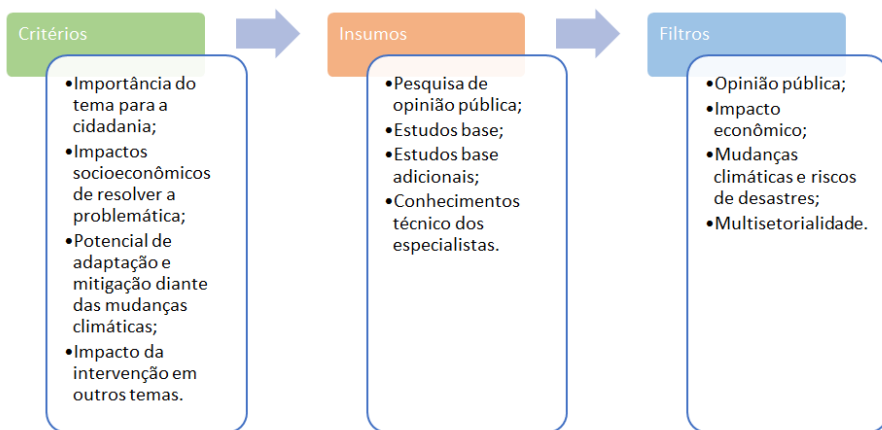 Critérios
•Importância do
tema para a
cidadania;
•Impactos
socioeconômicos
de resolver a
problemática;
•Potencial de
adaptação e
mitigação diante
das mudanças
climáticas;
•Impacto da
intervenção em
outros temas.
Insumos
•Pesquisa de
opinião pública;
•Estudos base;
•Estudos base
adicionais;
•Conhecimentos
técnico dos
especialistas.
Filtros
•Opinião pública;
•Impacto
econômico;
•Mudanças
climáticas e riscos
de desastres;
•Multisetorialidade.